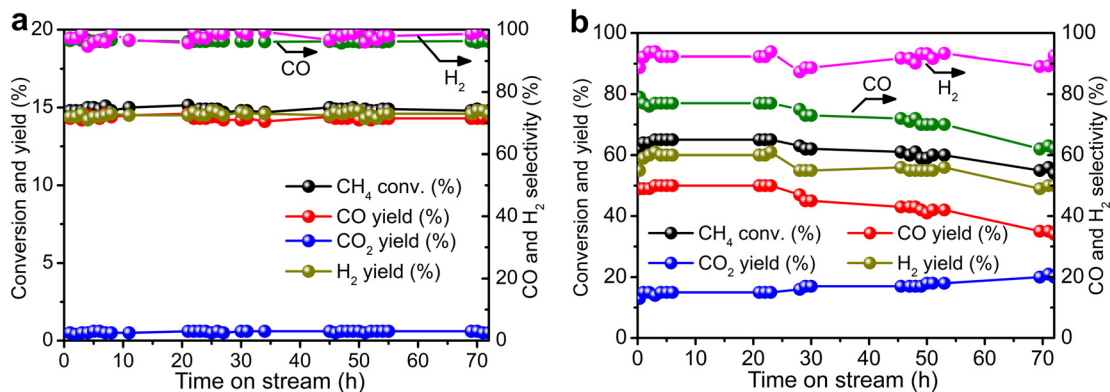 a
20
15
10
5
0
Conversion and yield (%)
CO
H₂
CH₄ conv. (%)
CO yield (%)
CO₂ yield (%)
H₂ yield (%)
100
80
60
40
20
0
CO and H₂ selectivity (%)
0 10 20 30 40 50 60 70
Time on stream (h)
b
100
80
60
40
20
0
Conversion and yield (%)
H₂
CO
CH₄ conv. (%) CO yield (%)
CO₂ yield (%) H₂ yield (%)
100
80
60
40
20
0
CO and H₂ selectivity (%)
0 10 20 30 40 50 60 70
Time on stream (h)